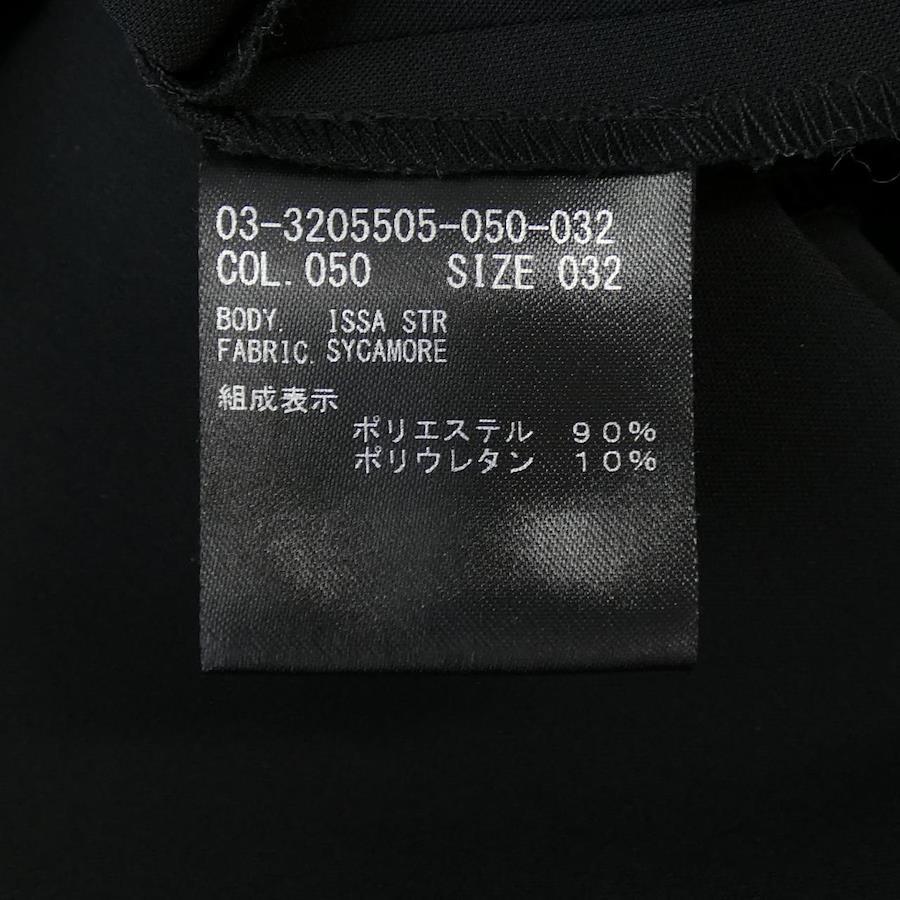 03-3205505-050-032
COL.050 SIZE 032
BODY. ISSA STR
FABRIC. SYCAMORE
組成表示
ポリエステル ９０％
ポリウレタン １０％